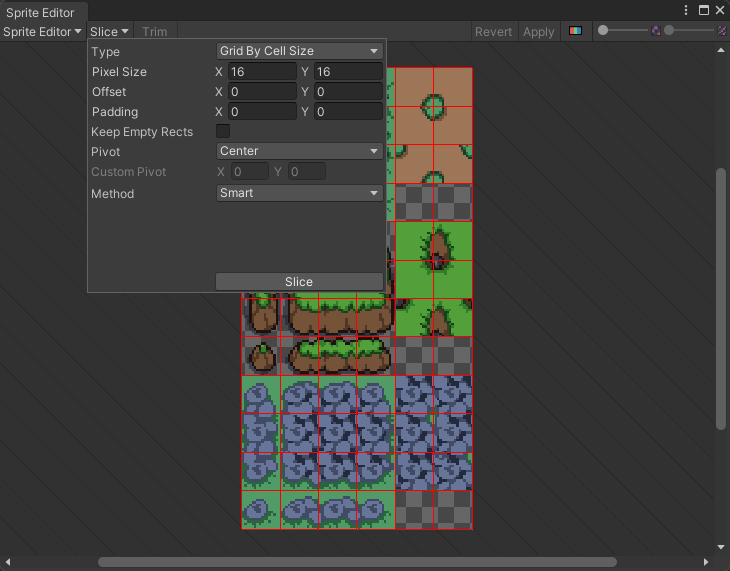 Sprite Editor
Sprite Editor Slice Trim Revert Apply
Type Grid By Cell Size
Pixel Size X 16 Y 16
Offset X 0 Y 0
Padding X 0 Y 0
Keep Empty Rects
Pivot Center
Custom Pivot X 0 Y 0
Method Smart
Slice